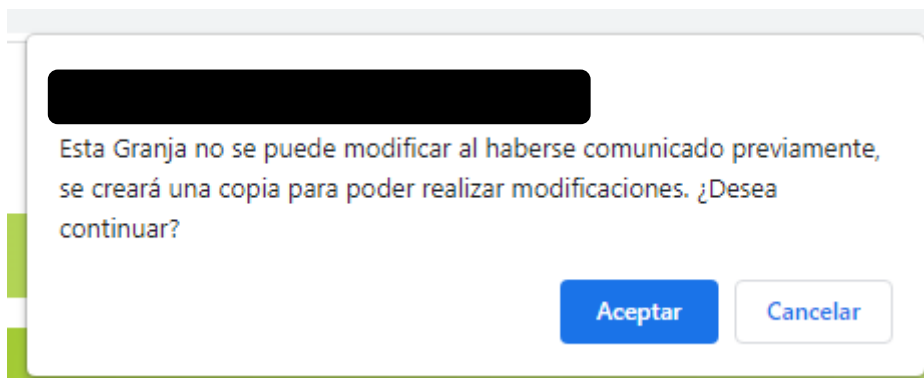 Esta Granja no se puede modificar al haberse comunicado previamente,
se creará una copia para poder realizar modificaciones. ¿Desea
continuar?
Aceptar
Cancelar